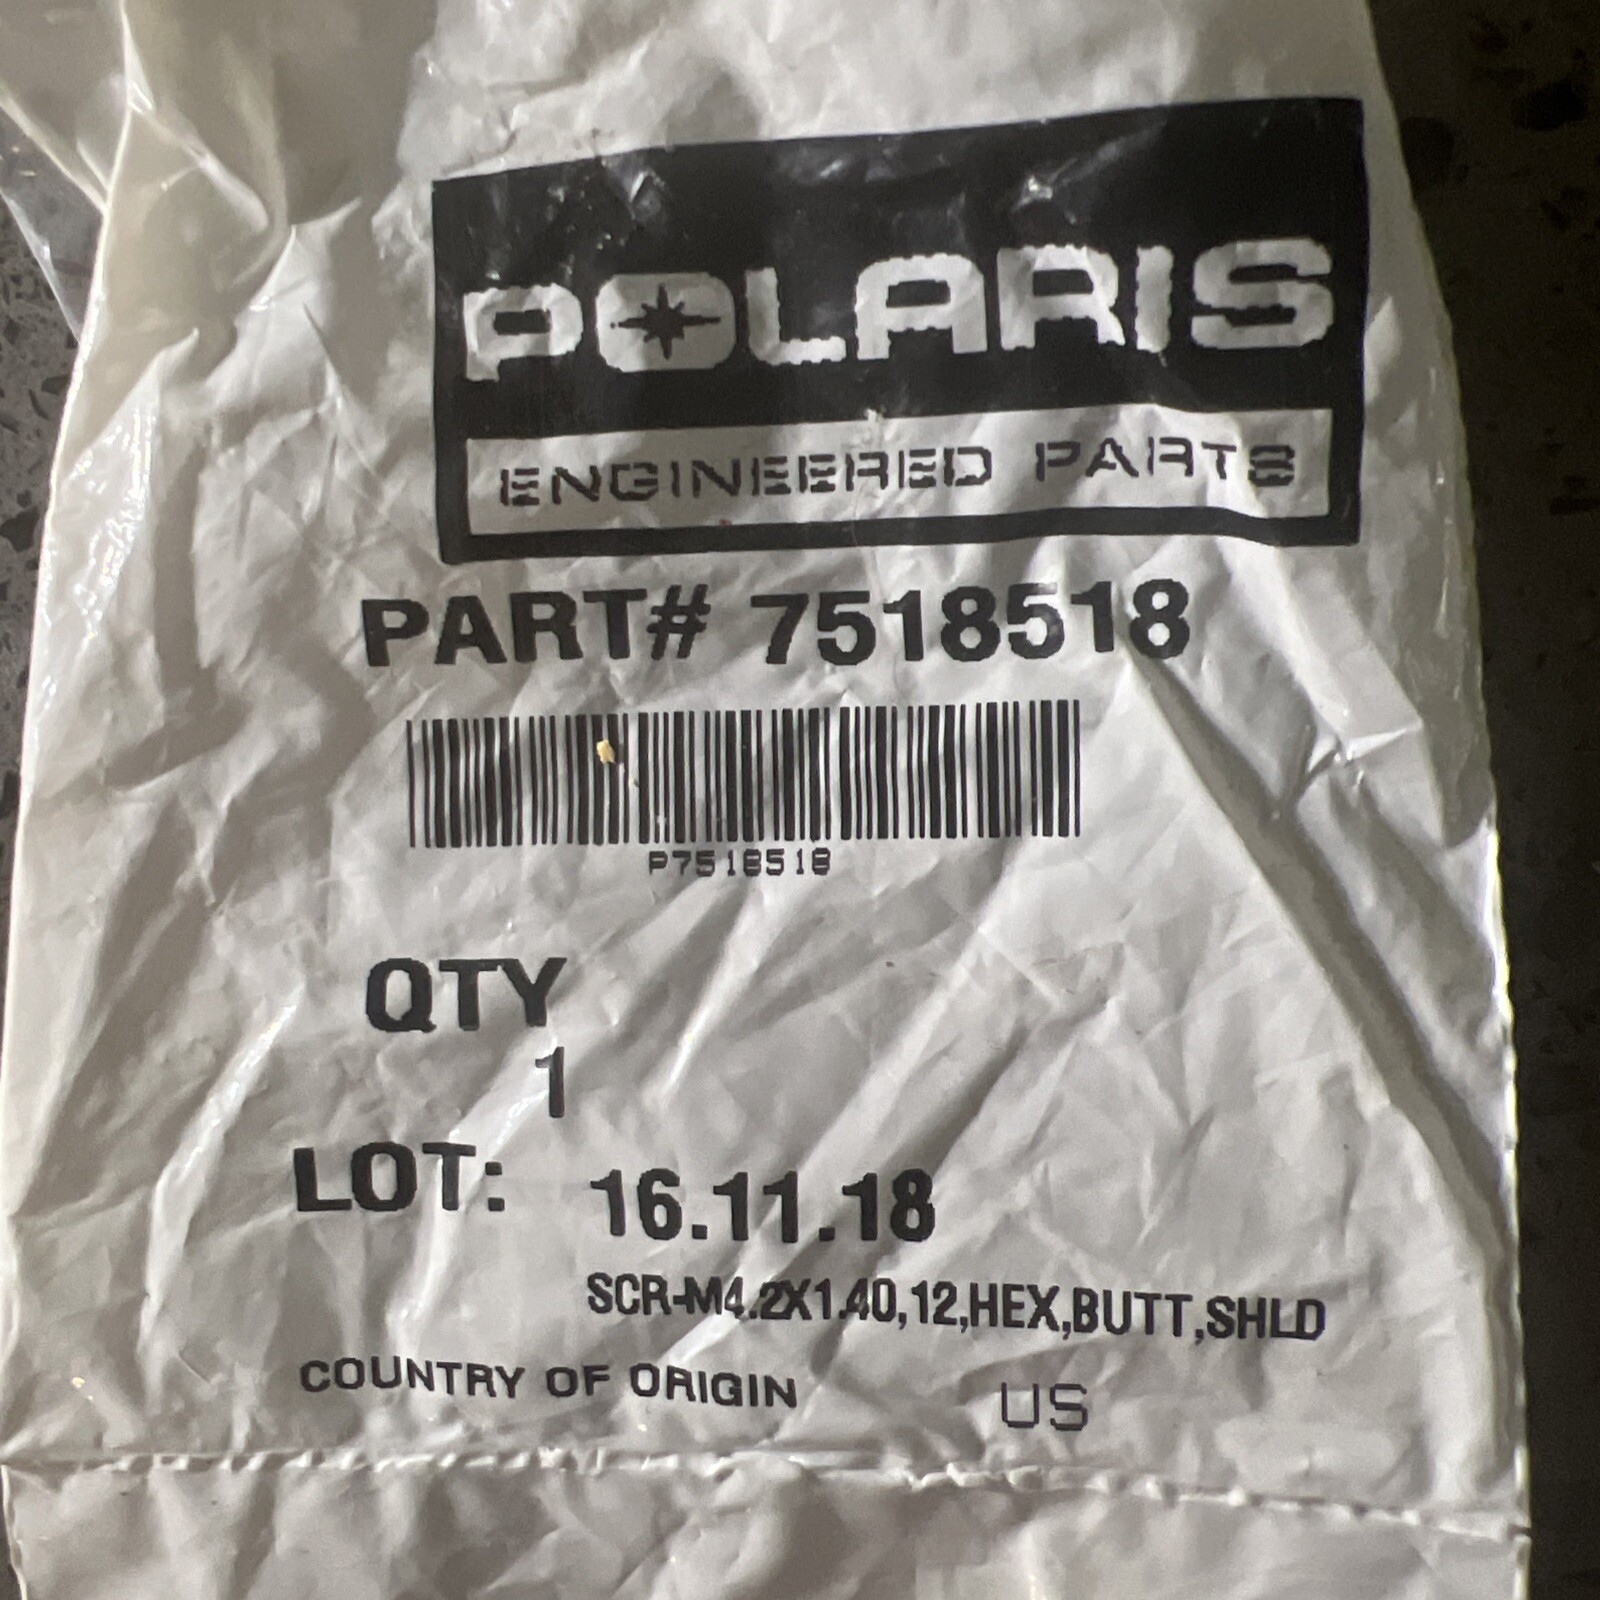 POLARIS
ENGINEERED PARTS
PART# 7518518
P7518518
QTY
1
LOT: 16.11.18
SCR-M4.2X1.40,12,HEX,BUTT,SHLD
COUNTRY OF ORIGIN US